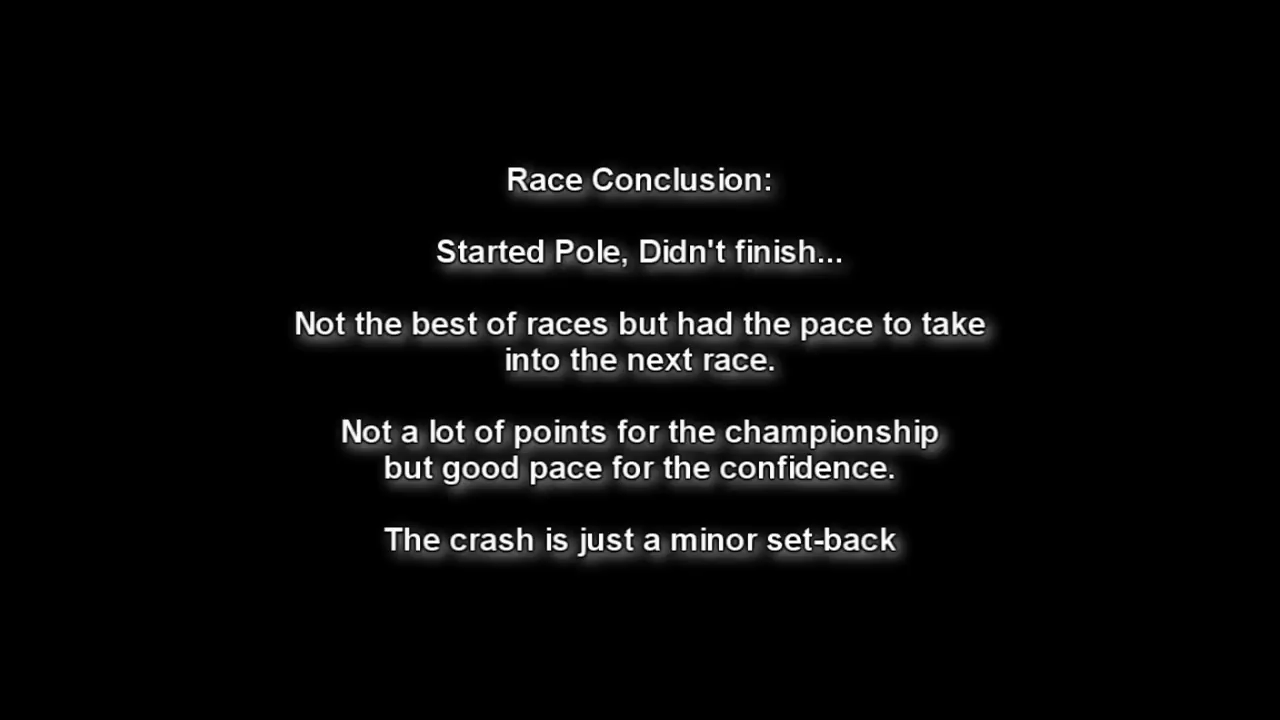 Race Conclusion:
Started Pole, Didn't finish...
Not the best of races but had the pace to take
into the next race.
Not a lot of points for the championship
but good pace for the confidence.
The crash is just a minor set-back